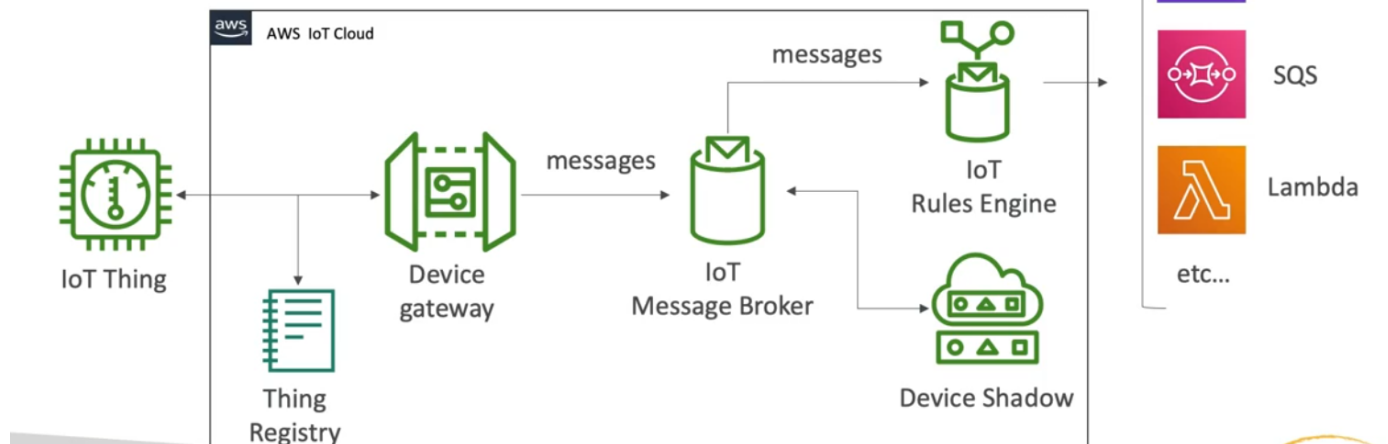 aws
AWS IoT Cloud
messages
SQS
messages
IoT
Rules Engine
Lambda
IoT Thing
Device
gateway
IoT
Message Broker
etc...
Thing
Registry
Device Shadow